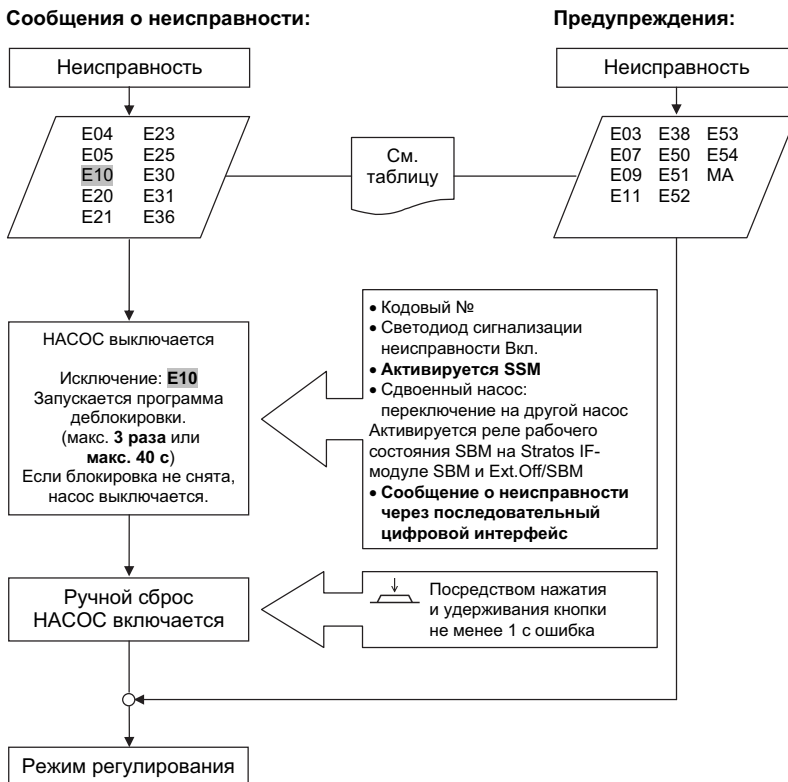 Сообщения о неисправности:
Предупреждения:
Неисправность
Неисправность
E04 E23
E05 E25
E10 E30
E20 E31
E21 E36
См.
таблицу
E03 E38 E53
E07 E50 E54
E09 E51 MA
E11 E52
НАСОС выключается
Исключение: E10
Запускается программа
деблокировки.
(макс. 3 раза или
макс. 40 с)
Если блокировка не снята,
насос выключается.
• Кодовый №
• Светодиод сигнализации
неисправности Вкл.
• Активируется SSM
• Сдвоенный насос:
переключение на другой насос
Активируется реле рабочего
состояния SBM на Stratos IF-
модуле SBM и Ext.Off/SBM
• Сообщение о неисправности
через последовательный
цифровой интерфейс
Ручной сброс
НАСОС включается
Посредством нажатия
и удерживания кнопки
не менее 1 с ошибка
Режим регулирования